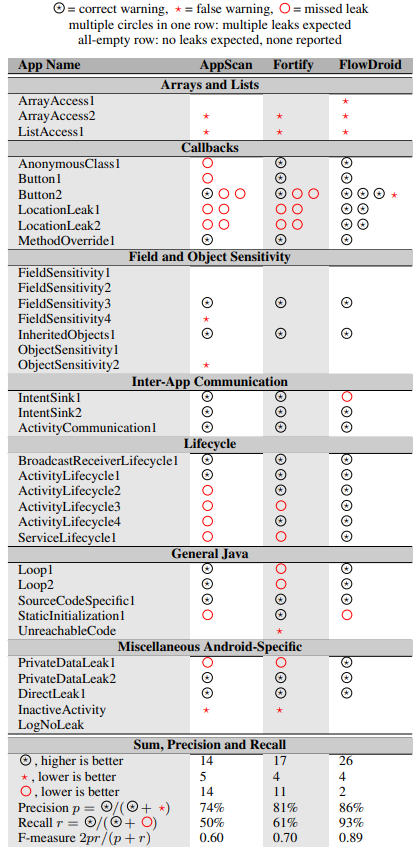 ⊛ = correct warning, ⋆ = false warning, ○ = missed leak
multiple circles in one row: multiple leaks expected
all-empty row: no leaks expected, none reported
App Name AppScan Fortify FlowDroid
Arrays and Lists
ArrayAccess1 ⋆
ArrayAccess2 ⋆ ⋆ ⋆
ListAccess1 ⋆ ⋆ ⋆
Callbacks
AnonymousClass1 ○ ⊛ ⊛
Button1 ○ ⊛ ⊛
Button2 ⊛ ○ ○ ⊛ ○ ○ ⊛ ⊛ ⊛ ⋆
LocationLeak1 ○ ○ ○ ○ ⊛ ⊛
LocationLeak2 ○ ○ ○ ○ ⊛ ⊛
MethodOverride1 ⊛ ⊛ ⊛
Field and Object Sensitivity
FieldSensitivity1
FieldSensitivity2
FieldSensitivity3 ⊛ ⊛ ⊛
FieldSensitivity4 ⋆
InheritedObjects1 ⊛ ⊛ ⊛
ObjectSensitivity1
ObjectSensitivity2 ⋆
Inter-App Communication
IntentSink1 ⊛ ⊛ ○
IntentSink2 ⊛ ⊛ ⊛
ActivityCommunication1 ⊛ ⊛ ⊛
Lifecycle
BroadcastReceiverLifecycle1 ⊛ ⊛ ⊛
ActivityLifecycle1 ⊛ ⊛ ⊛
ActivityLifecycle2 ○ ⊛ ⊛
ActivityLifecycle3 ○ ○ ⊛
ActivityLifecycle4 ○ ⊛ ⊛
ServiceLifecycle1 ○ ○ ⊛
General Java
Loop1 ⊛ ○ ⊛
Loop2 ⊛ ○ ⊛
SourceCodeSpecific1 ⊛ ⊛ ⊛
StaticInitialization1 ○ ⊛ ○
UnreachableCode ⋆
Miscellaneous Android-Specific
PrivateDataLeak1 ○ ○ ⊛
PrivateDataLeak2 ⊛ ⊛ ⊛
DirectLeak1 ⊛ ⊛ ⊛
InactiveActivity ⋆ ⋆
LogNoLeak
Sum, Precision and Recall
⊛, higher is better 14 17 26
⋆, lower is better 5 4 4
○, lower is better 14 11 2
Precision p = ⊛/(⊛ + ⋆) 74% 81% 86%
Recall r = ⊛/(⊛ + ○) 50% 61% 93%
F-measure 2pr/(p + r) 0.60 0.70 0.89